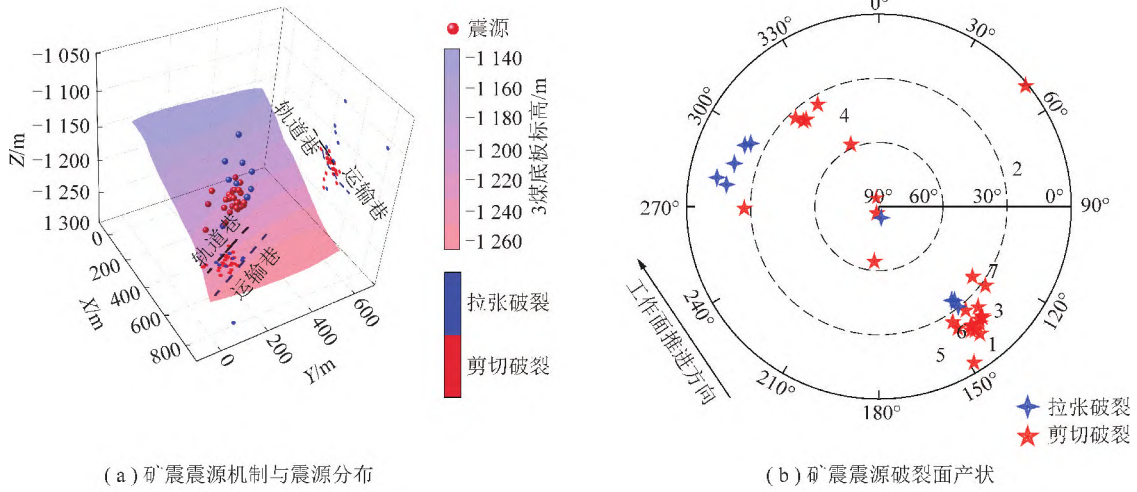 震源
-1 050
-1 100
-1 150
-1 200
-1 250
-1 300
Z/m
0
200
400
600
800
X/m
0
200
400
600
Y/m
轨道巷
运输巷
轨道巷
运输巷
-1 140
-1 160
-1 180
-1 200
-1 220
-1 240
-1 260
3煤底板标高/m
拉张破裂
剪切破裂
(a)矿震震源机制与震源分布
0°
30°
60°
90°
120°
150°
180°
210°
240°
270°
300°
330°
90°
60°
30°
0°
4
2
7
3
6
1
5
工作面推进方向
拉张破裂
剪切破裂
(b)矿震震源破裂面产状